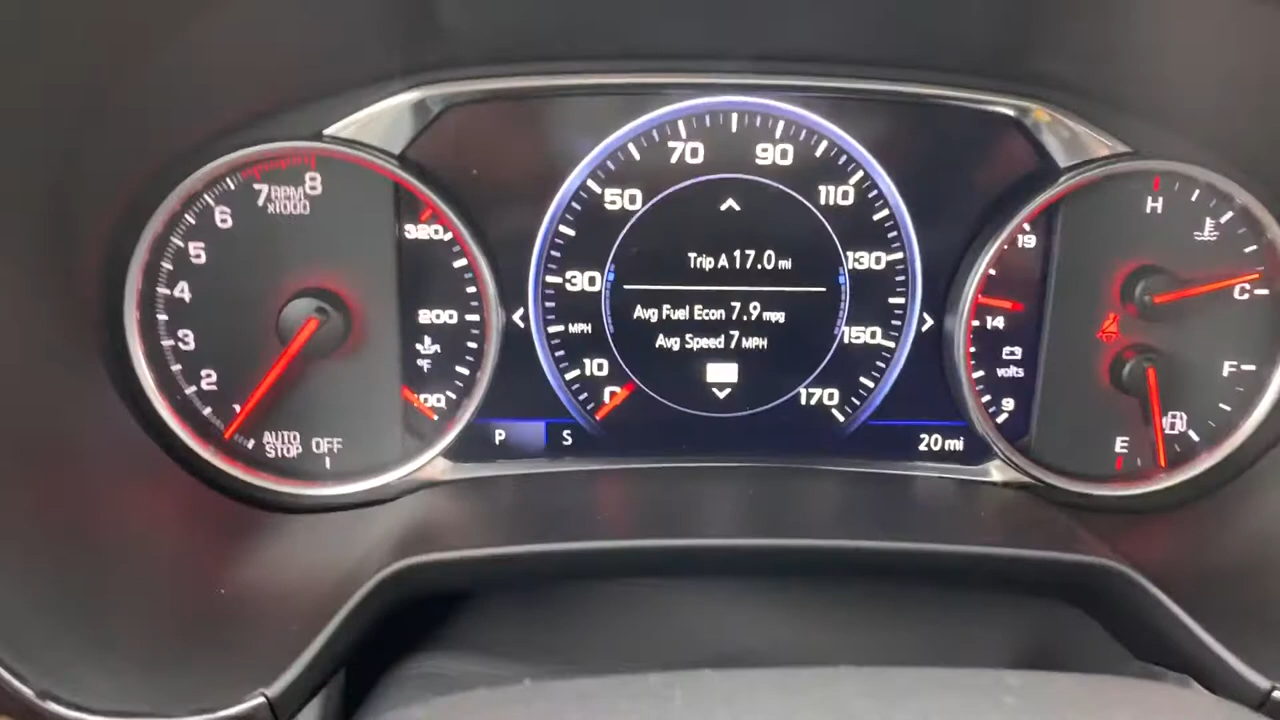 8
7
RPM
x1000
6
5
4
3
2
1
AUTO
STOP
OFF
320
200
°F
MPH
10
30
50
70
90
110
130
150
170
Trip A 17.0 mi
Avg Fuel Econ 7.9 mpg
Avg Speed 7 MPH
P
S
20 mi
19
14
volts
9
H
C
F
E